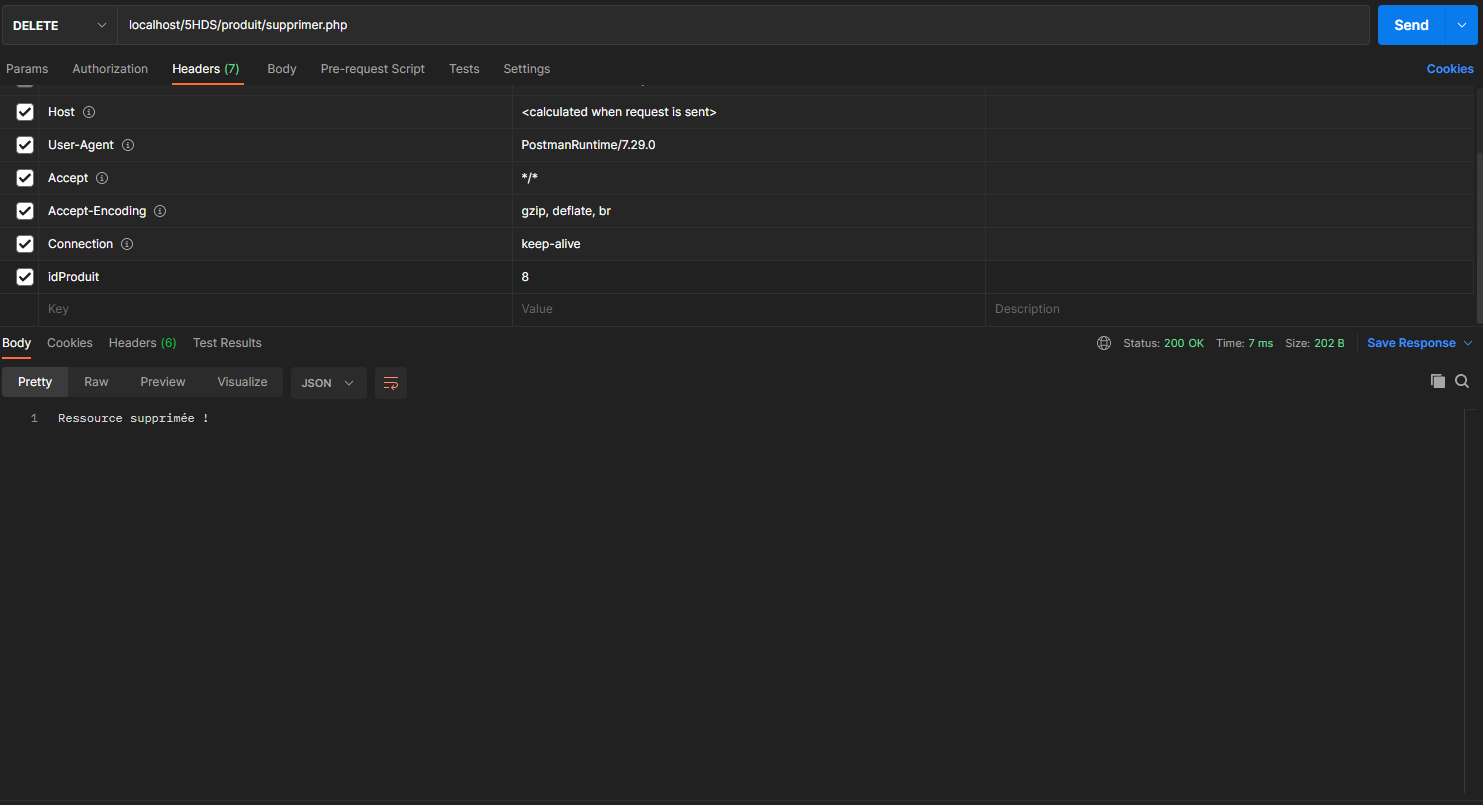 DELETE localhost/5HDS/produit/supprimer.php Send
Params Authorization Headers (7) Body Pre-request Script Tests Settings Cookies
Host <calculated when request is sent>
User-Agent PostmanRuntime/7.29.0
Accept */*
Accept-Encoding gzip, deflate, br
Connection keep-alive
idProduit 8
Key Value Description
Body Cookies Headers (6) Test Results Status: 200 OK Time: 7 ms Size: 202 B Save Response
Pretty Raw Preview Visualize JSON
1 Ressource supprimée !